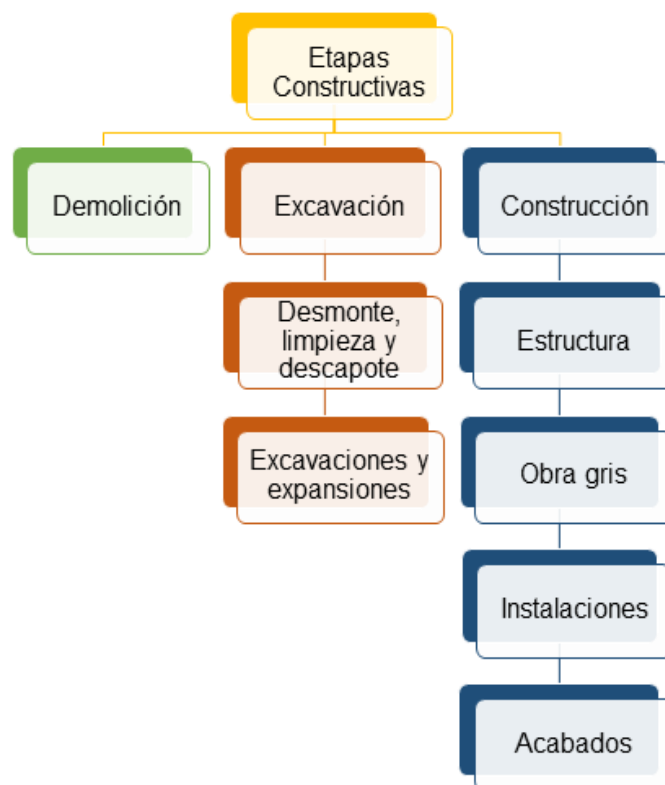 Etapas
Constructivas
Demolición
Excavación
Construcción
Desmonte,
limpieza y
descapote
Estructura
Excavaciones y
expansiones
Obra gris
Instalaciones
Acabados